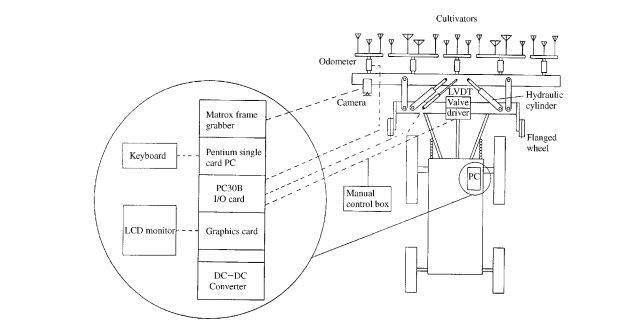 Cultivators
Odometer
Camera
LVDT
Valve
driver
Hydraulic
cylinder
Flanged
wheel
Matrox frame
grabber
Keyboard
Pentium single
card PC
PC30B
I/O card
Manual
control box
PC
LCD monitor
Graphics card
DC−DC
Converter